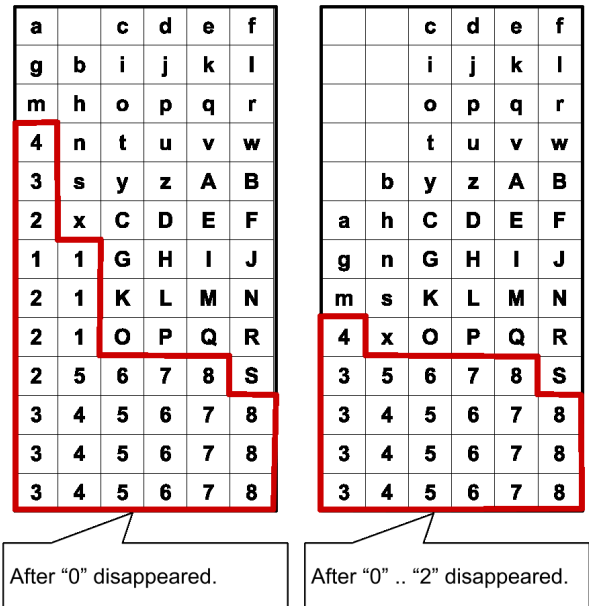 a c d e f
g b i j k l
m h o p q r
4 n t u v w
3 s y z A B
2 x C D E F
1 1 G H I J
2 1 K L M N
2 1 O P Q R
2 5 6 7 8 S
3 4 5 6 7 8
3 4 5 6 7 8
3 4 5 6 7 8
After “0” disappeared.
c d e f
i j k l
o p q r
t u v w
b y z A B
a h C D E F
g n G H I J
m s K L M N
4 x O P Q R
3 5 6 7 8 S
3 4 5 6 7 8
3 4 5 6 7 8
3 4 5 6 7 8
After “0” .. “2” disappeared.